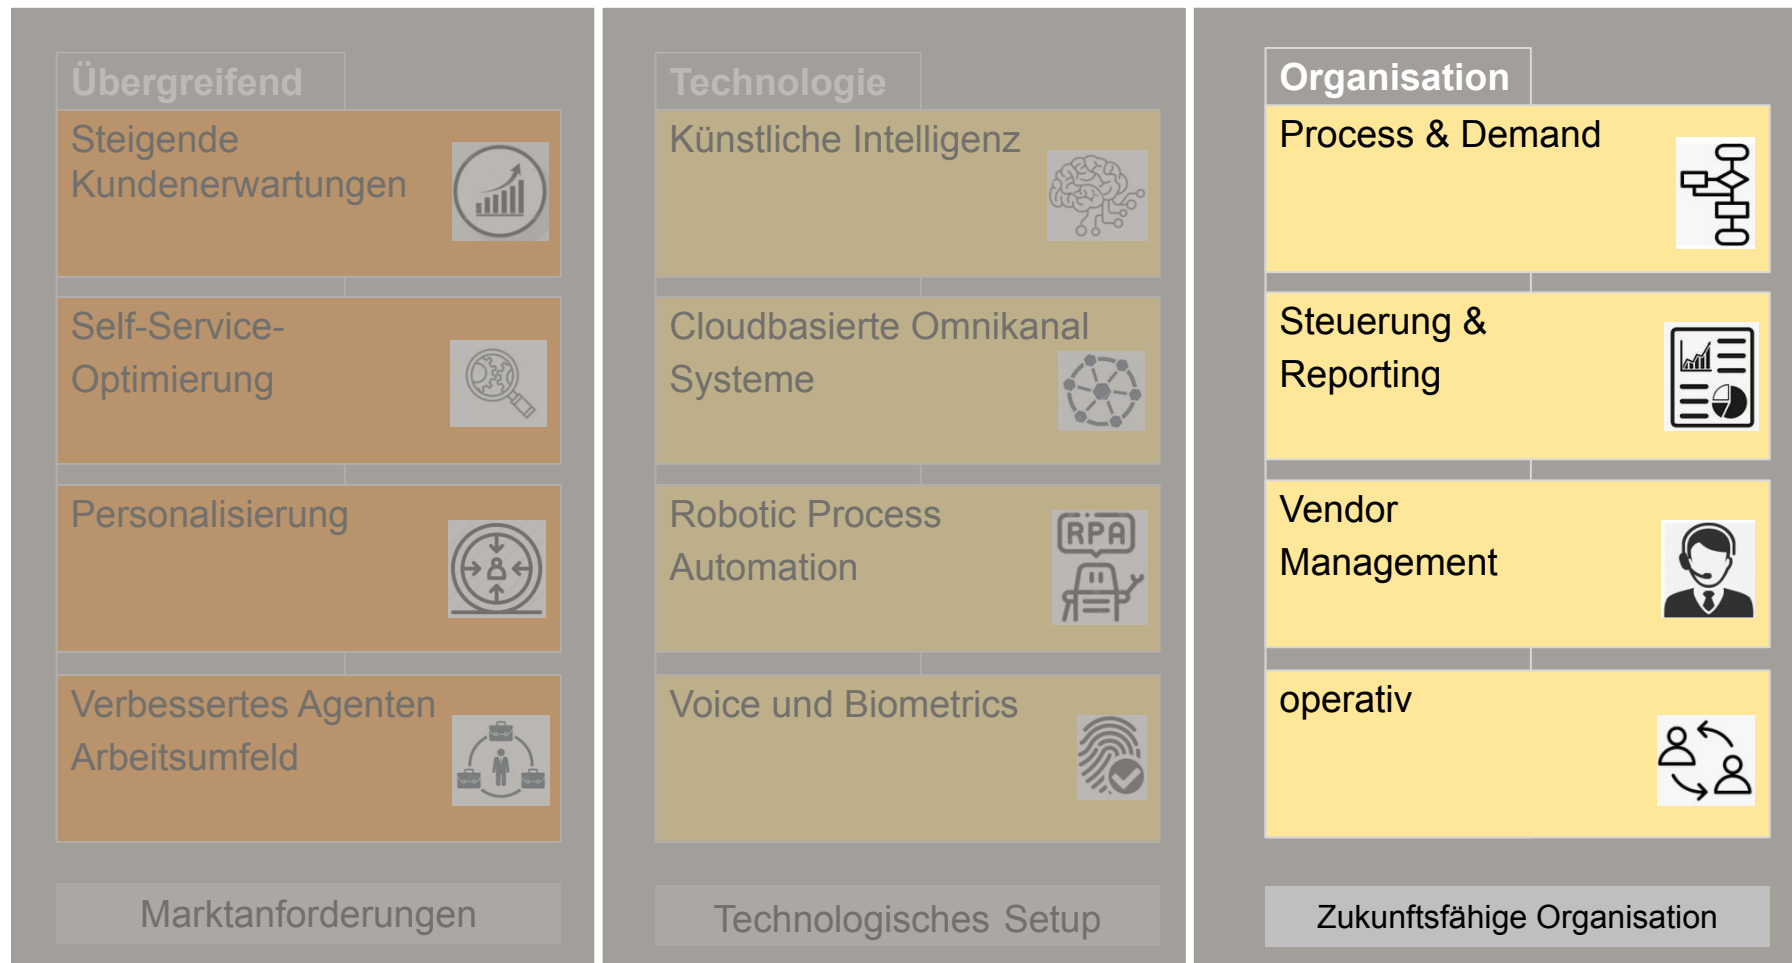 Übergreifend
Steigende
Kundenerwartungen
Self-Service-
Optimierung
Personalisierung
Verbessertes Agenten
Arbeitsumfeld
Marktanforderungen
Technologie
Künstliche Intelligenz
Cloudbasierte Omnikanal
Systeme
Robotic Process
Automation
RPA
Voice und Biometrics
Technologisches Setup
Organisation
Process & Demand
Steuerung &
Reporting
Vendor
Management
operativ
Zukunftsfähige Organisation